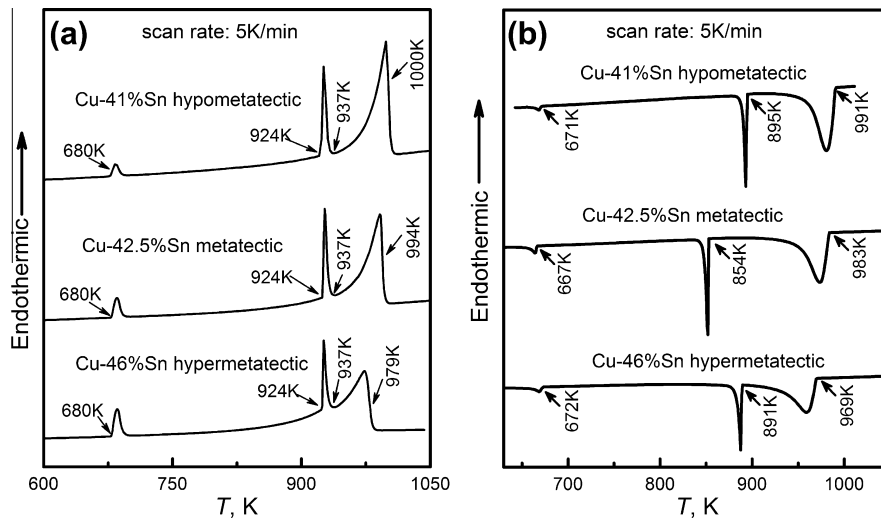 (a)
scan rate: 5K/min
Cu-41%Sn hypometatectic
680K
924K
937K
1000K
Cu-42.5%Sn metatectic
680K
924K
937K
994K
Cu-46%Sn hypermetatectic
680K
924K
937K
979K
Endothermic
600
750
900
1050
T, K
(b)
scan rate: 5K/min
Cu-41%Sn hypometatectic
671K
895K
991K
Cu-42.5%Sn metatectic
667K
854K
983K
Cu-46%Sn hypermetatectic
672K
891K
969K
Endothermic
700
800
900
1000
T, K